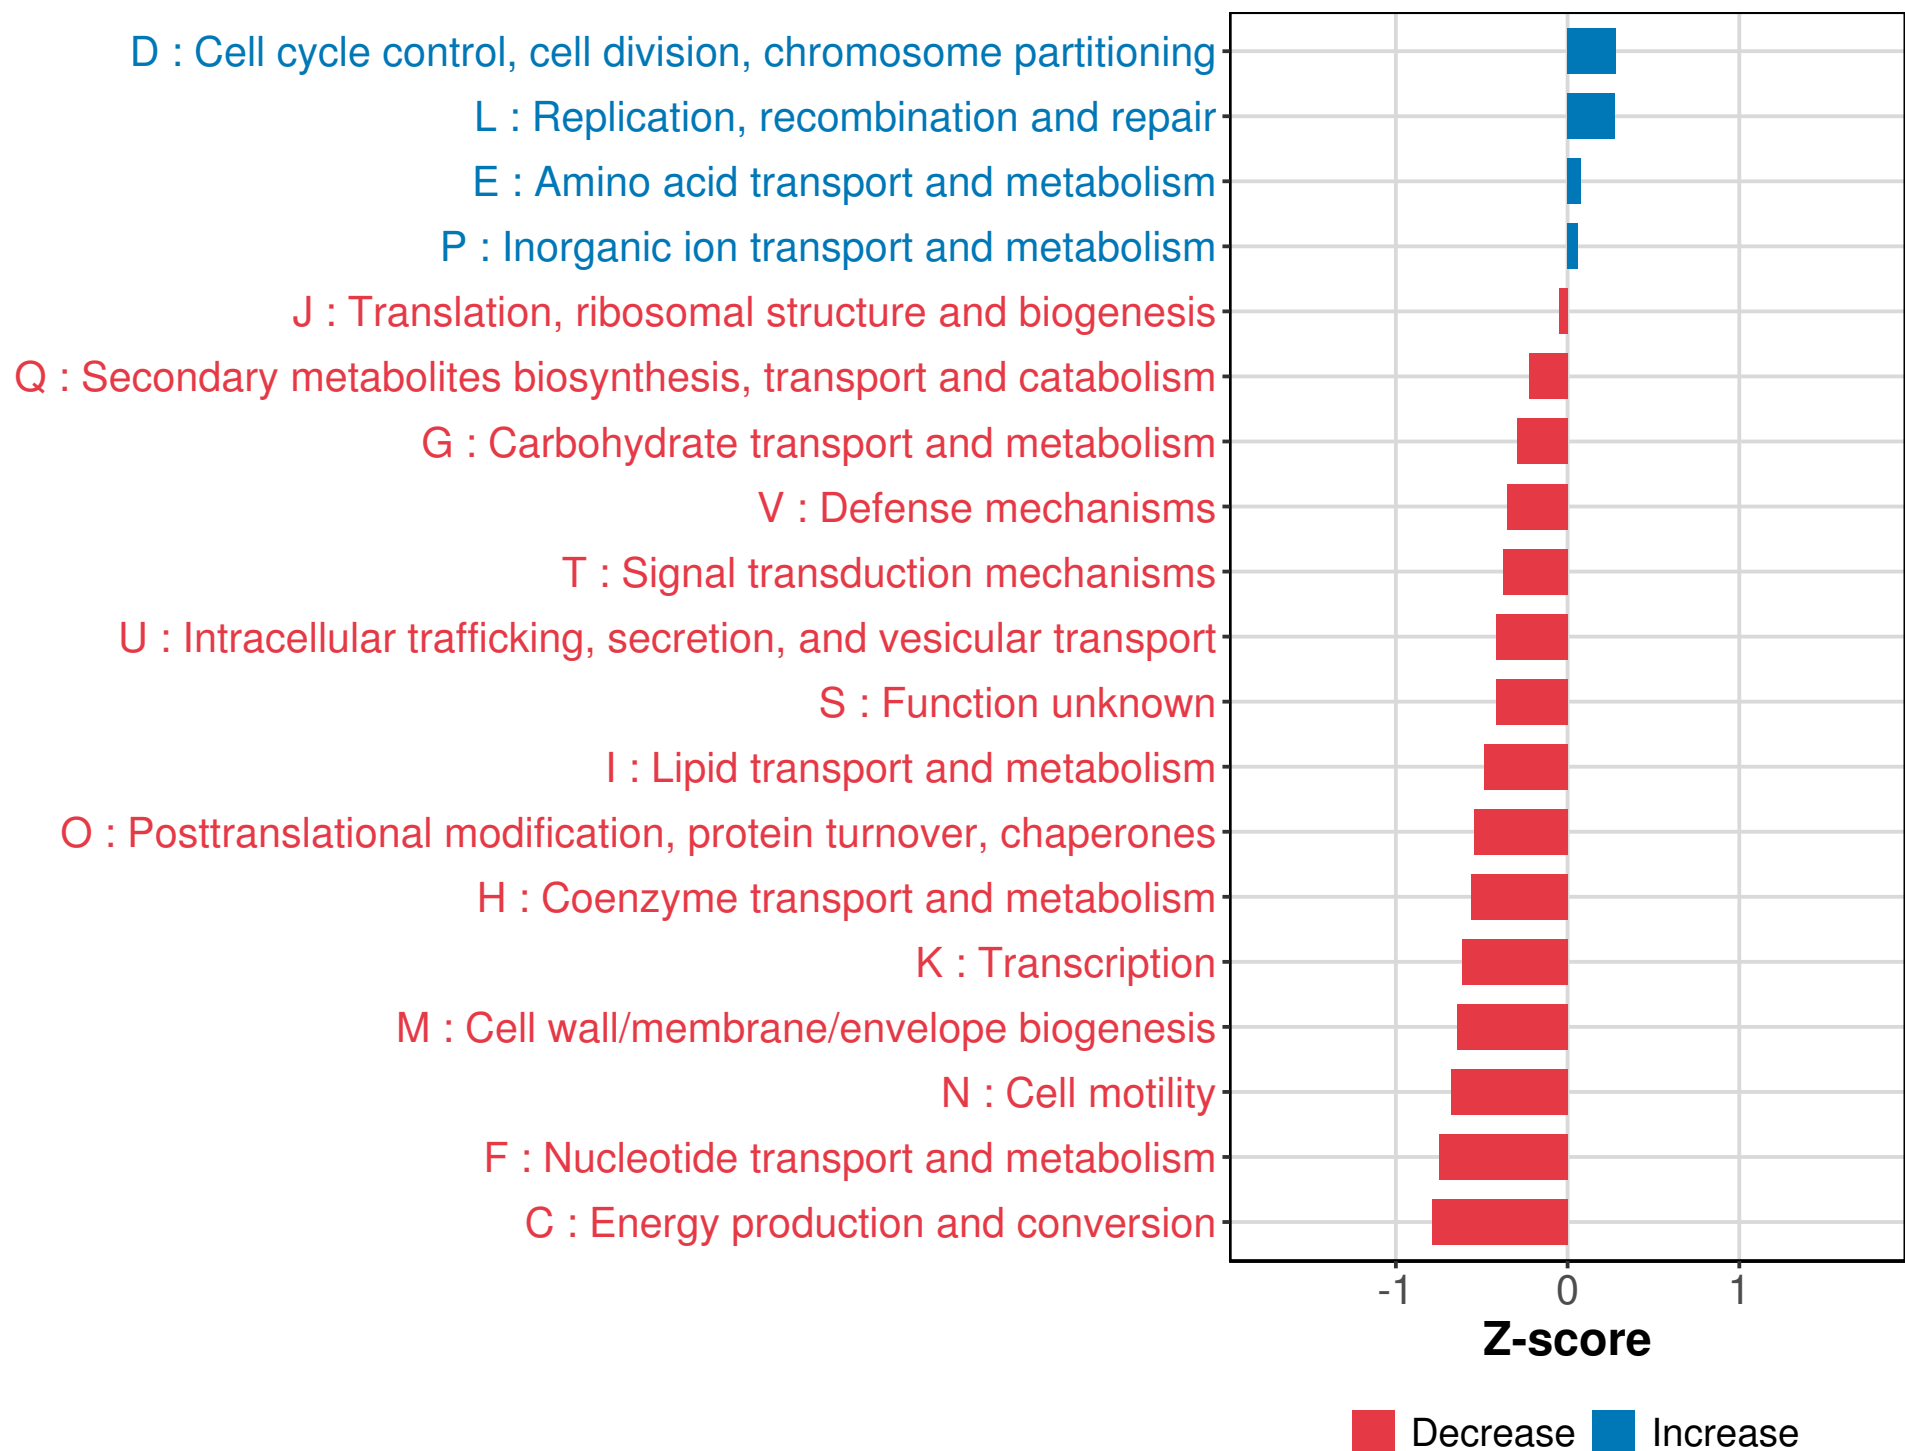 D : Cell cycle control, cell division, chromosome partitioning
L : Replication, recombination and repair
E : Amino acid transport and metabolism
P : Inorganic ion transport and metabolism
J : Translation, ribosomal structure and biogenesis
Q : Secondary metabolites biosynthesis, transport and catabolism
G : Carbohydrate transport and metabolism
V : Defense mechanisms
T : Signal transduction mechanisms
U : Intracellular trafficking, secretion, and vesicular transport
S : Function unknown
I : Lipid transport and metabolism
O : Posttranslational modification, protein turnover, chaperones
H : Coenzyme transport and metabolism
K : Transcription
M : Cell wall/membrane/envelope biogenesis
N : Cell motility
F : Nucleotide transport and metabolism
C : Energy production and conversion
-1 0 1
Z-score
Decrease Increase